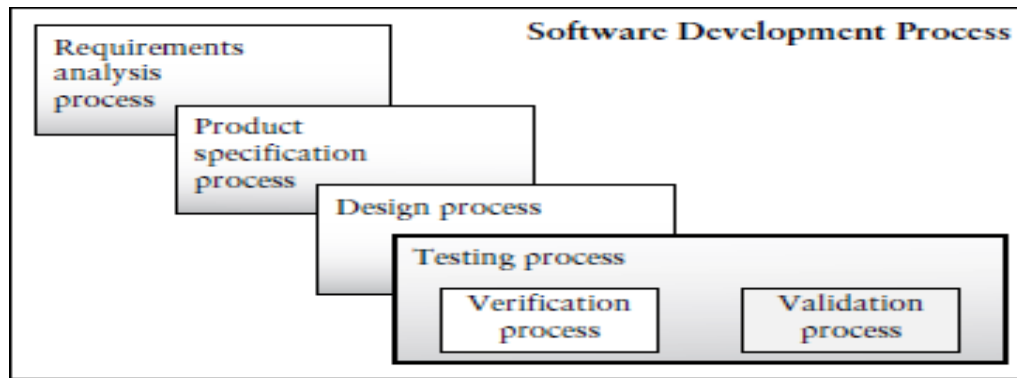 Software Development Process
Requirements
analysis
process
Product
specification
process
Design process
Testing process
Verification
process
Validation
process